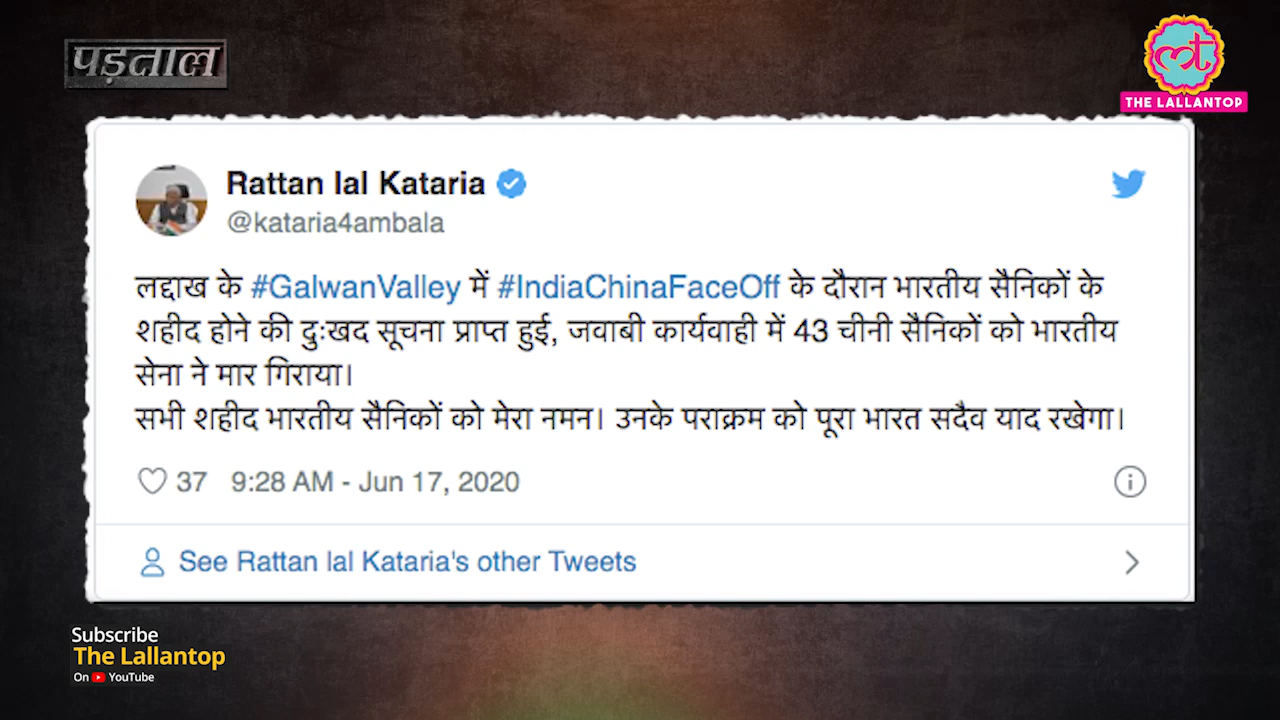 पड़ताल
THE LALLANTOP
Rattan lal Kataria
@kataria4ambala
लद्दाख के #GalwanValley में #IndiaChinaFaceOff के दौरान भारतीय सैनिकों के
शहीद होने की दुःखद सूचना प्राप्त हुई, जवाबी कार्यवाही में 43 चीनी सैनिकों को भारतीय
सेना ने मार गिराया।
सभी शहीद भारतीय सैनिकों को मेरा नमन। उनके पराक्रम को पूरा भारत सदैव याद रखेगा।
37 9:28 AM - Jun 17, 2020
See Rattan lal Kataria's other Tweets
Subscribe
The Lallantop
On YouTube